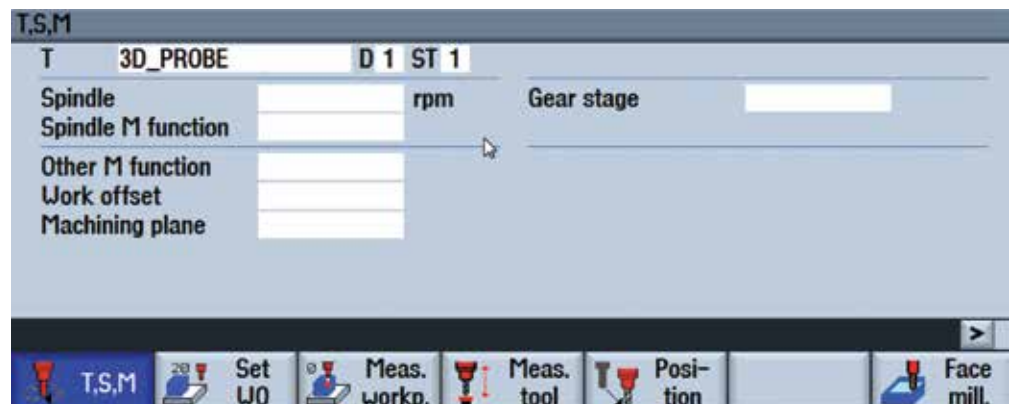 T,S,M
T 3D_PROBE D 1 ST 1
Spindle rpm Gear stage
Spindle M function
Other M function
Work offset
Machining plane
>
T,S,M
Set
WO
Meas.
workp.
Meas.
tool
Posi-
tion
Face
mill.